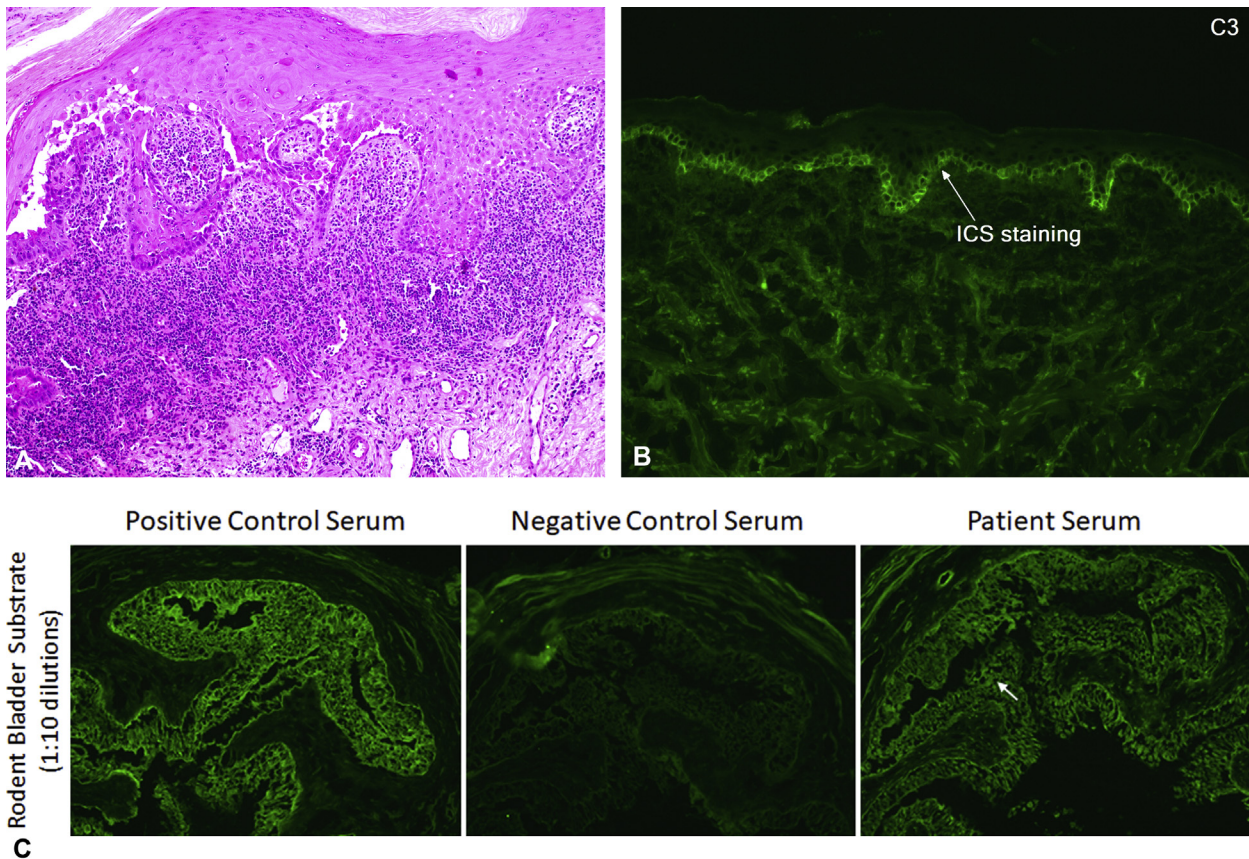 A
C3
ICS staining
B
Positive Control Serum
Negative Control Serum
Patient Serum
Rodent Bladder Substrate
(1:10 dilutions)
C